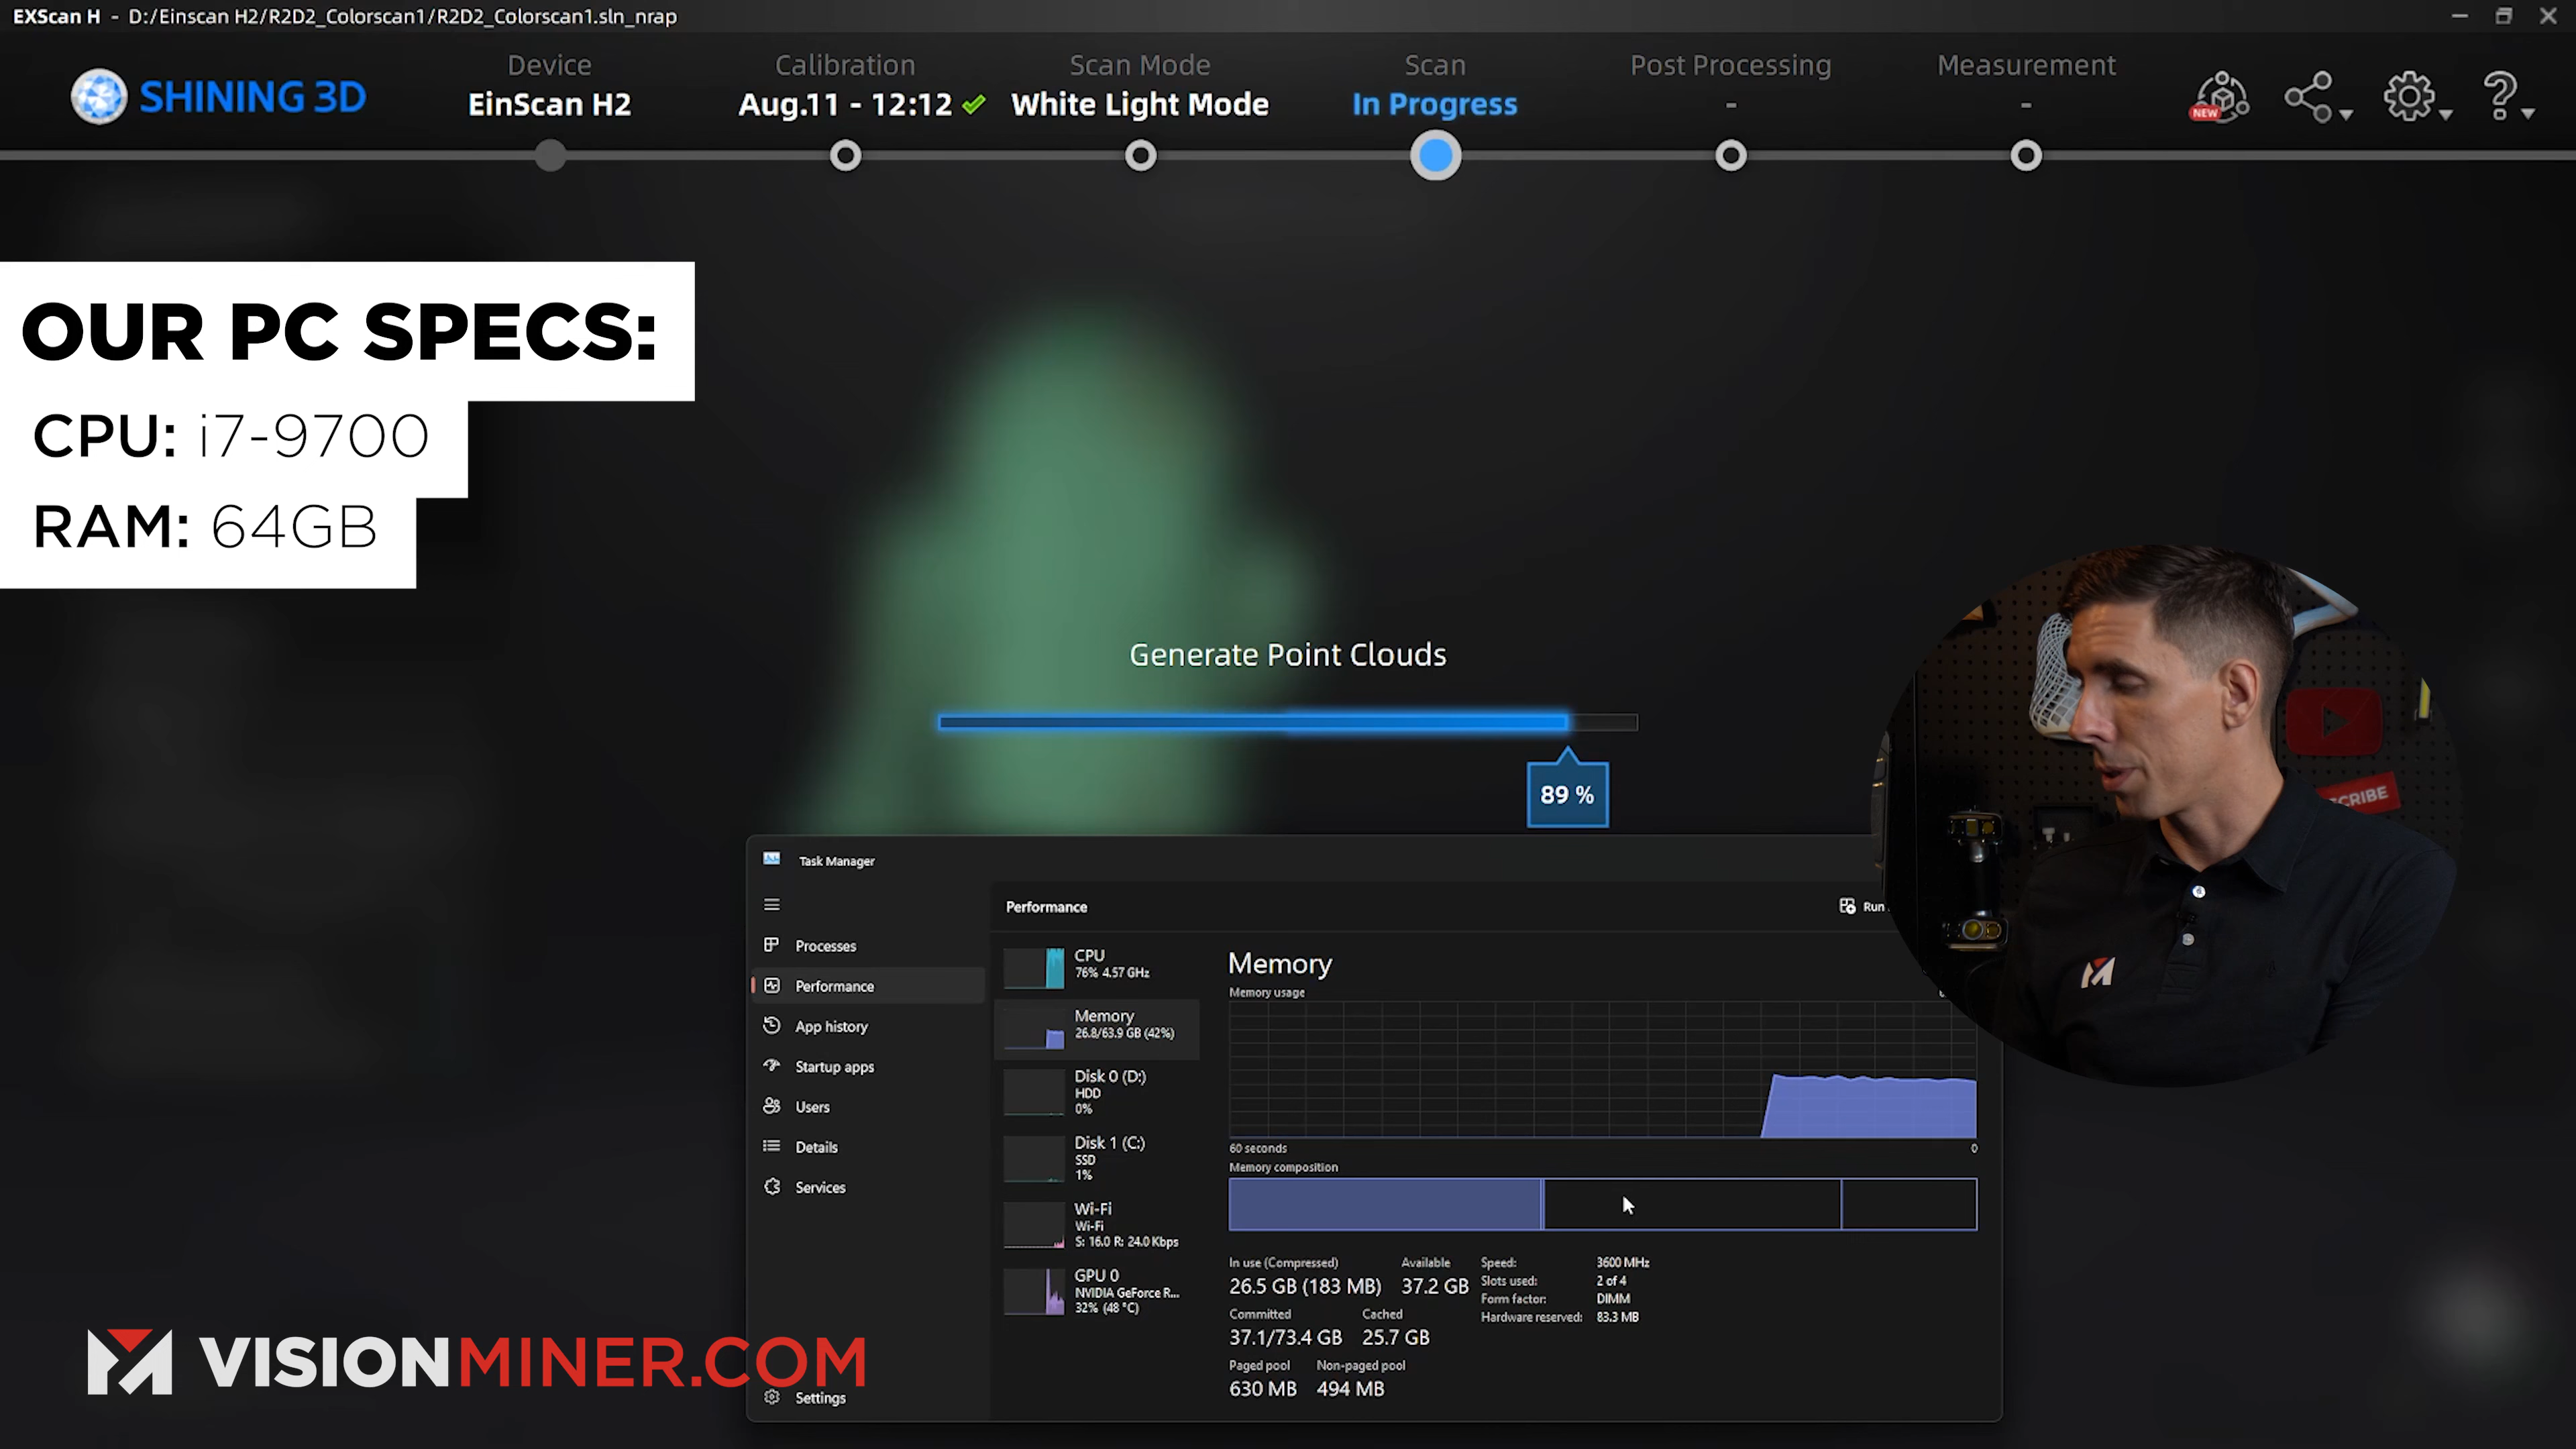 EXScan H - D:/Einscan H2/R2D2_Colorscan1/R2D2_Colorscan1.sln_nrap
SHINING 3D
Device
EinScan H2
Calibration
Aug.11 - 12:12
Scan Mode
White Light Mode
Scan
In Progress
Post Processing
-
Measurement
-
NEW
OUR PC SPECS:
CPU: i7-9700
RAM: 64GB
Generate Point Clouds
89 %
Task Manager
Processes
Performance
App history
Startup apps
Users
Details
Services
Settings
Performance
Run
CPU
76% 4.57 GHz
Memory
26.8/63.9 GB (42%)
Disk 0 (D:)
HDD
0%
Disk 1 (C:)
SSD
1%
Wi-Fi
Wi-Fi
S: 16.0 R: 24.0 Kbps
GPU 0
NVIDIA GeForce R...
32% (48 °C)
Memory
Memory usage
60 seconds
0
Memory composition
In use (Compressed)
26.5 GB (183 MB)
Available
37.2 GB
Speed: 3600 MHz
Slots used: 2 of 4
Form factor: DIMM
Hardware reserved: 83.3 MB
Committed
37.1/73.4 GB
Cached
25.7 GB
Paged pool
630 MB
Non-paged pool
494 MB
VISIONMINER.COM